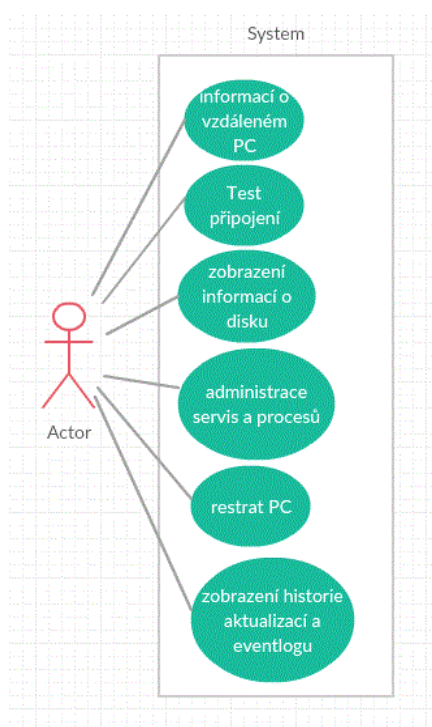 System
informací o
vzdáleném
PC
Test
připojení
zobrazení
informací o
disku
administrace
servis a procesů
Actor
restrat PC
zobrazení historie
aktualizací a
eventlogu